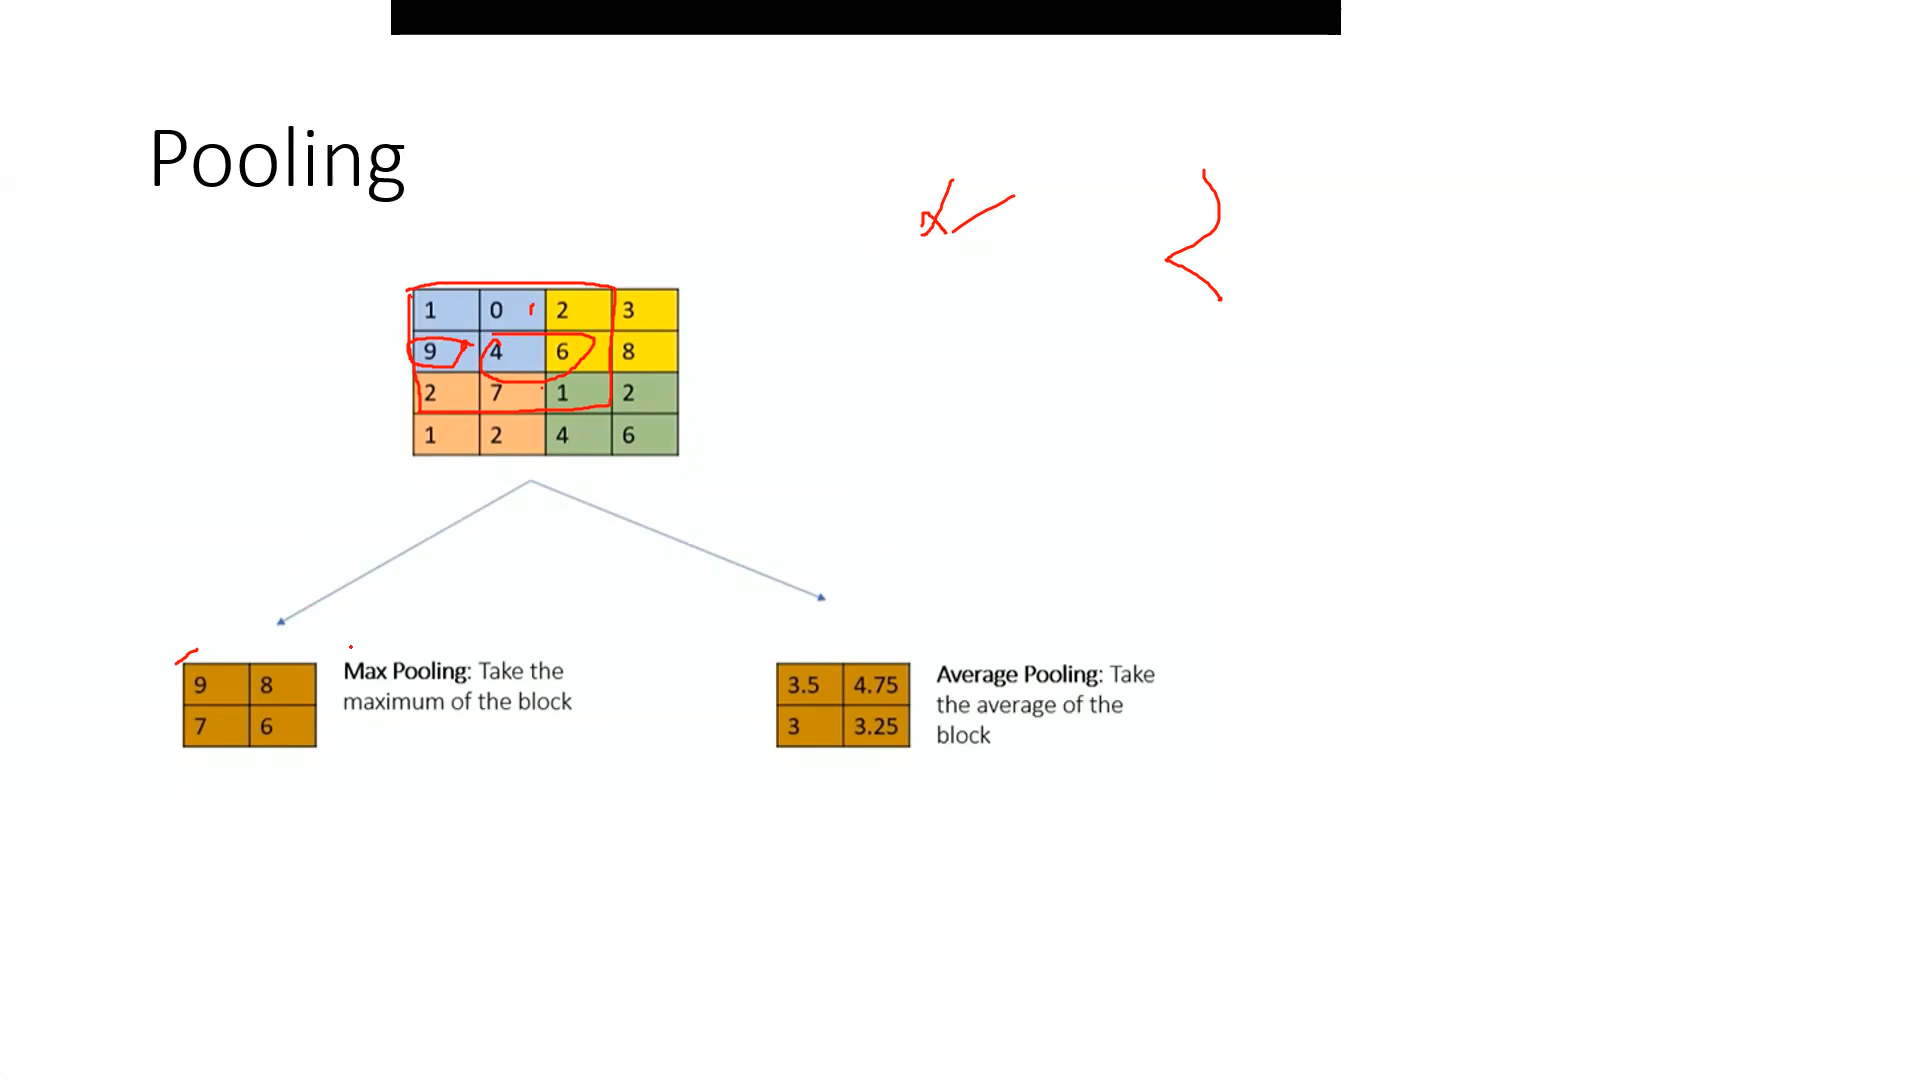 Pooling
1 0 2 3
9 4 6 8
2 7 1 2
1 2 4 6
9 8
7 6
Max Pooling: Take the
maximum of the block
3.5 4.75
3 3.25
Average Pooling: Take
the average of the
block